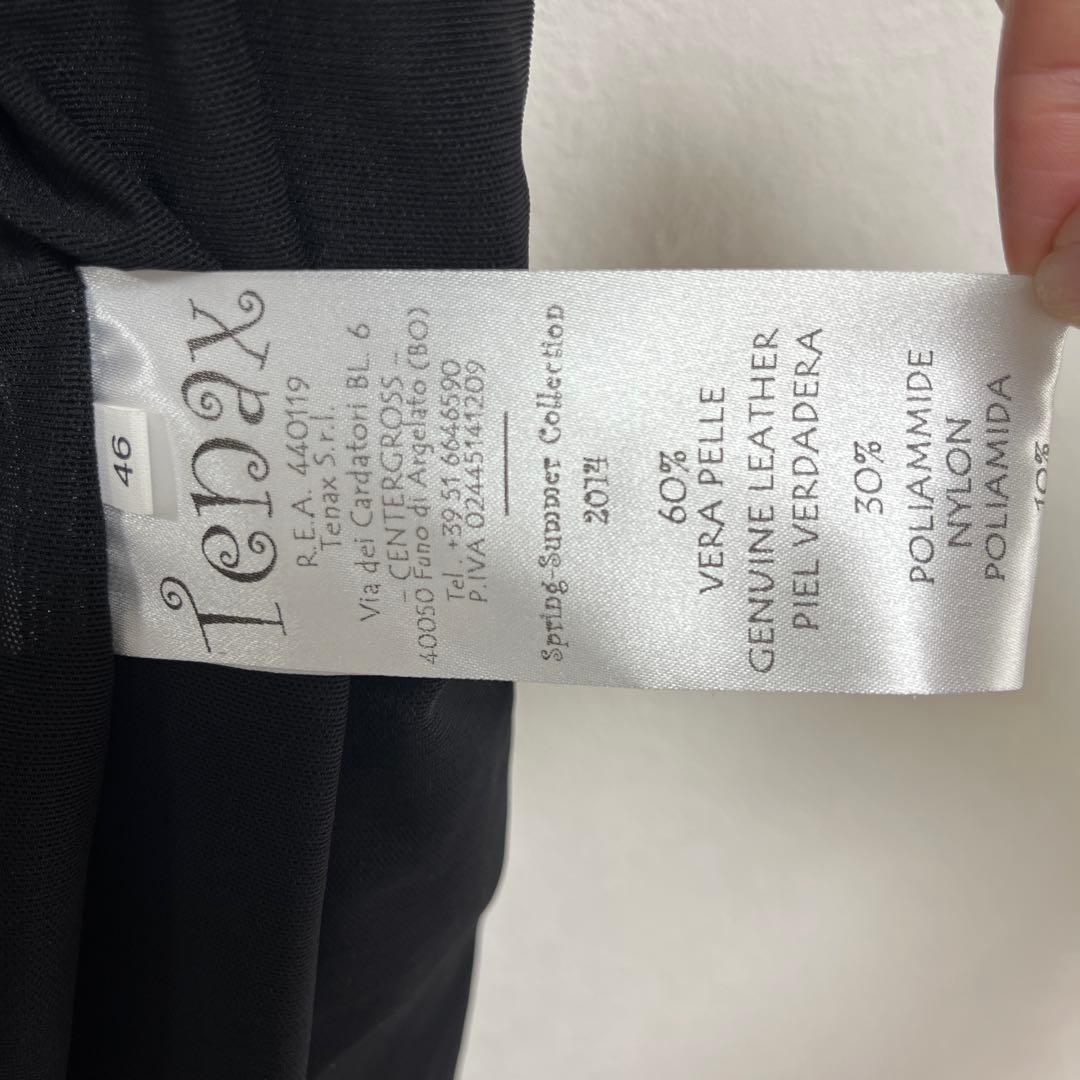 46
Tenax
R.E.A. 440119
Tenax S.r.l.
Via dei Cardatori BL. 6
- CENTERGROSS -
40050 Funo di Argelato (BO)
Tel. +39 51 6646590
P.IVA 02445141209
Spring-Summer Collection
2014
60%
VERA PELLE
GENUINE LEATHER
PIEL VERDADERA
30%
POLIAMMIDE
NYLON
POLIAMIDA
10%